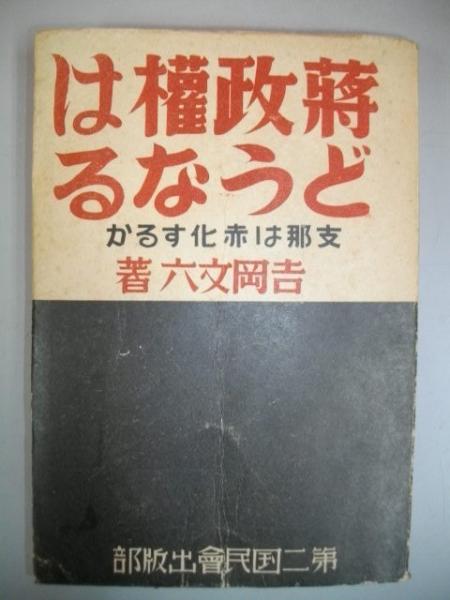 蔣政權は
どうなる
支那は赤化するか
吉岡文六著
第二国民會出版部